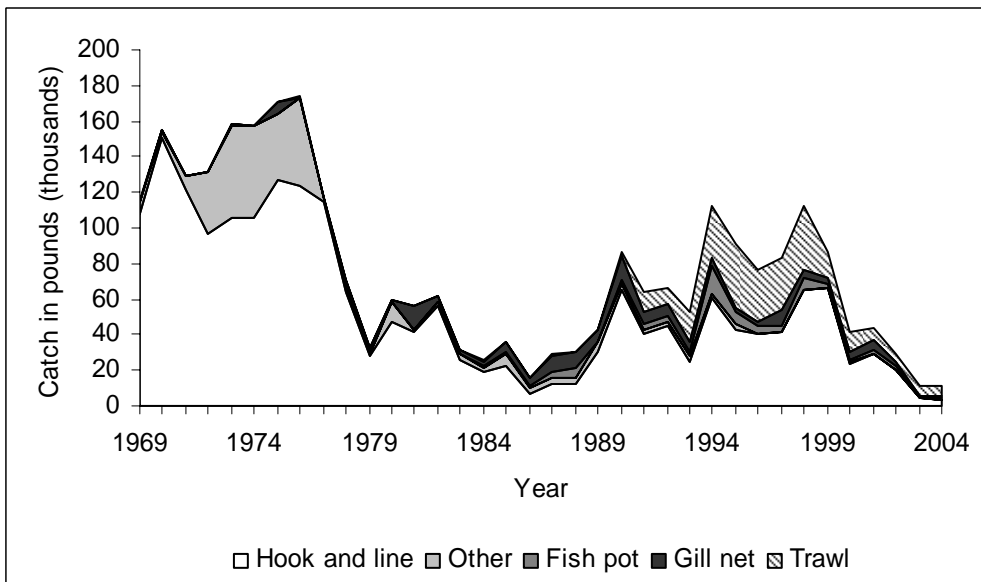 200
180
160
140
120
100
80
60
40
20
0
Catch in pounds (thousands)
1969 1974 1979 1984 1989 1994 1999 2004
Year
Hook and line Other Fish pot Gill net Trawl